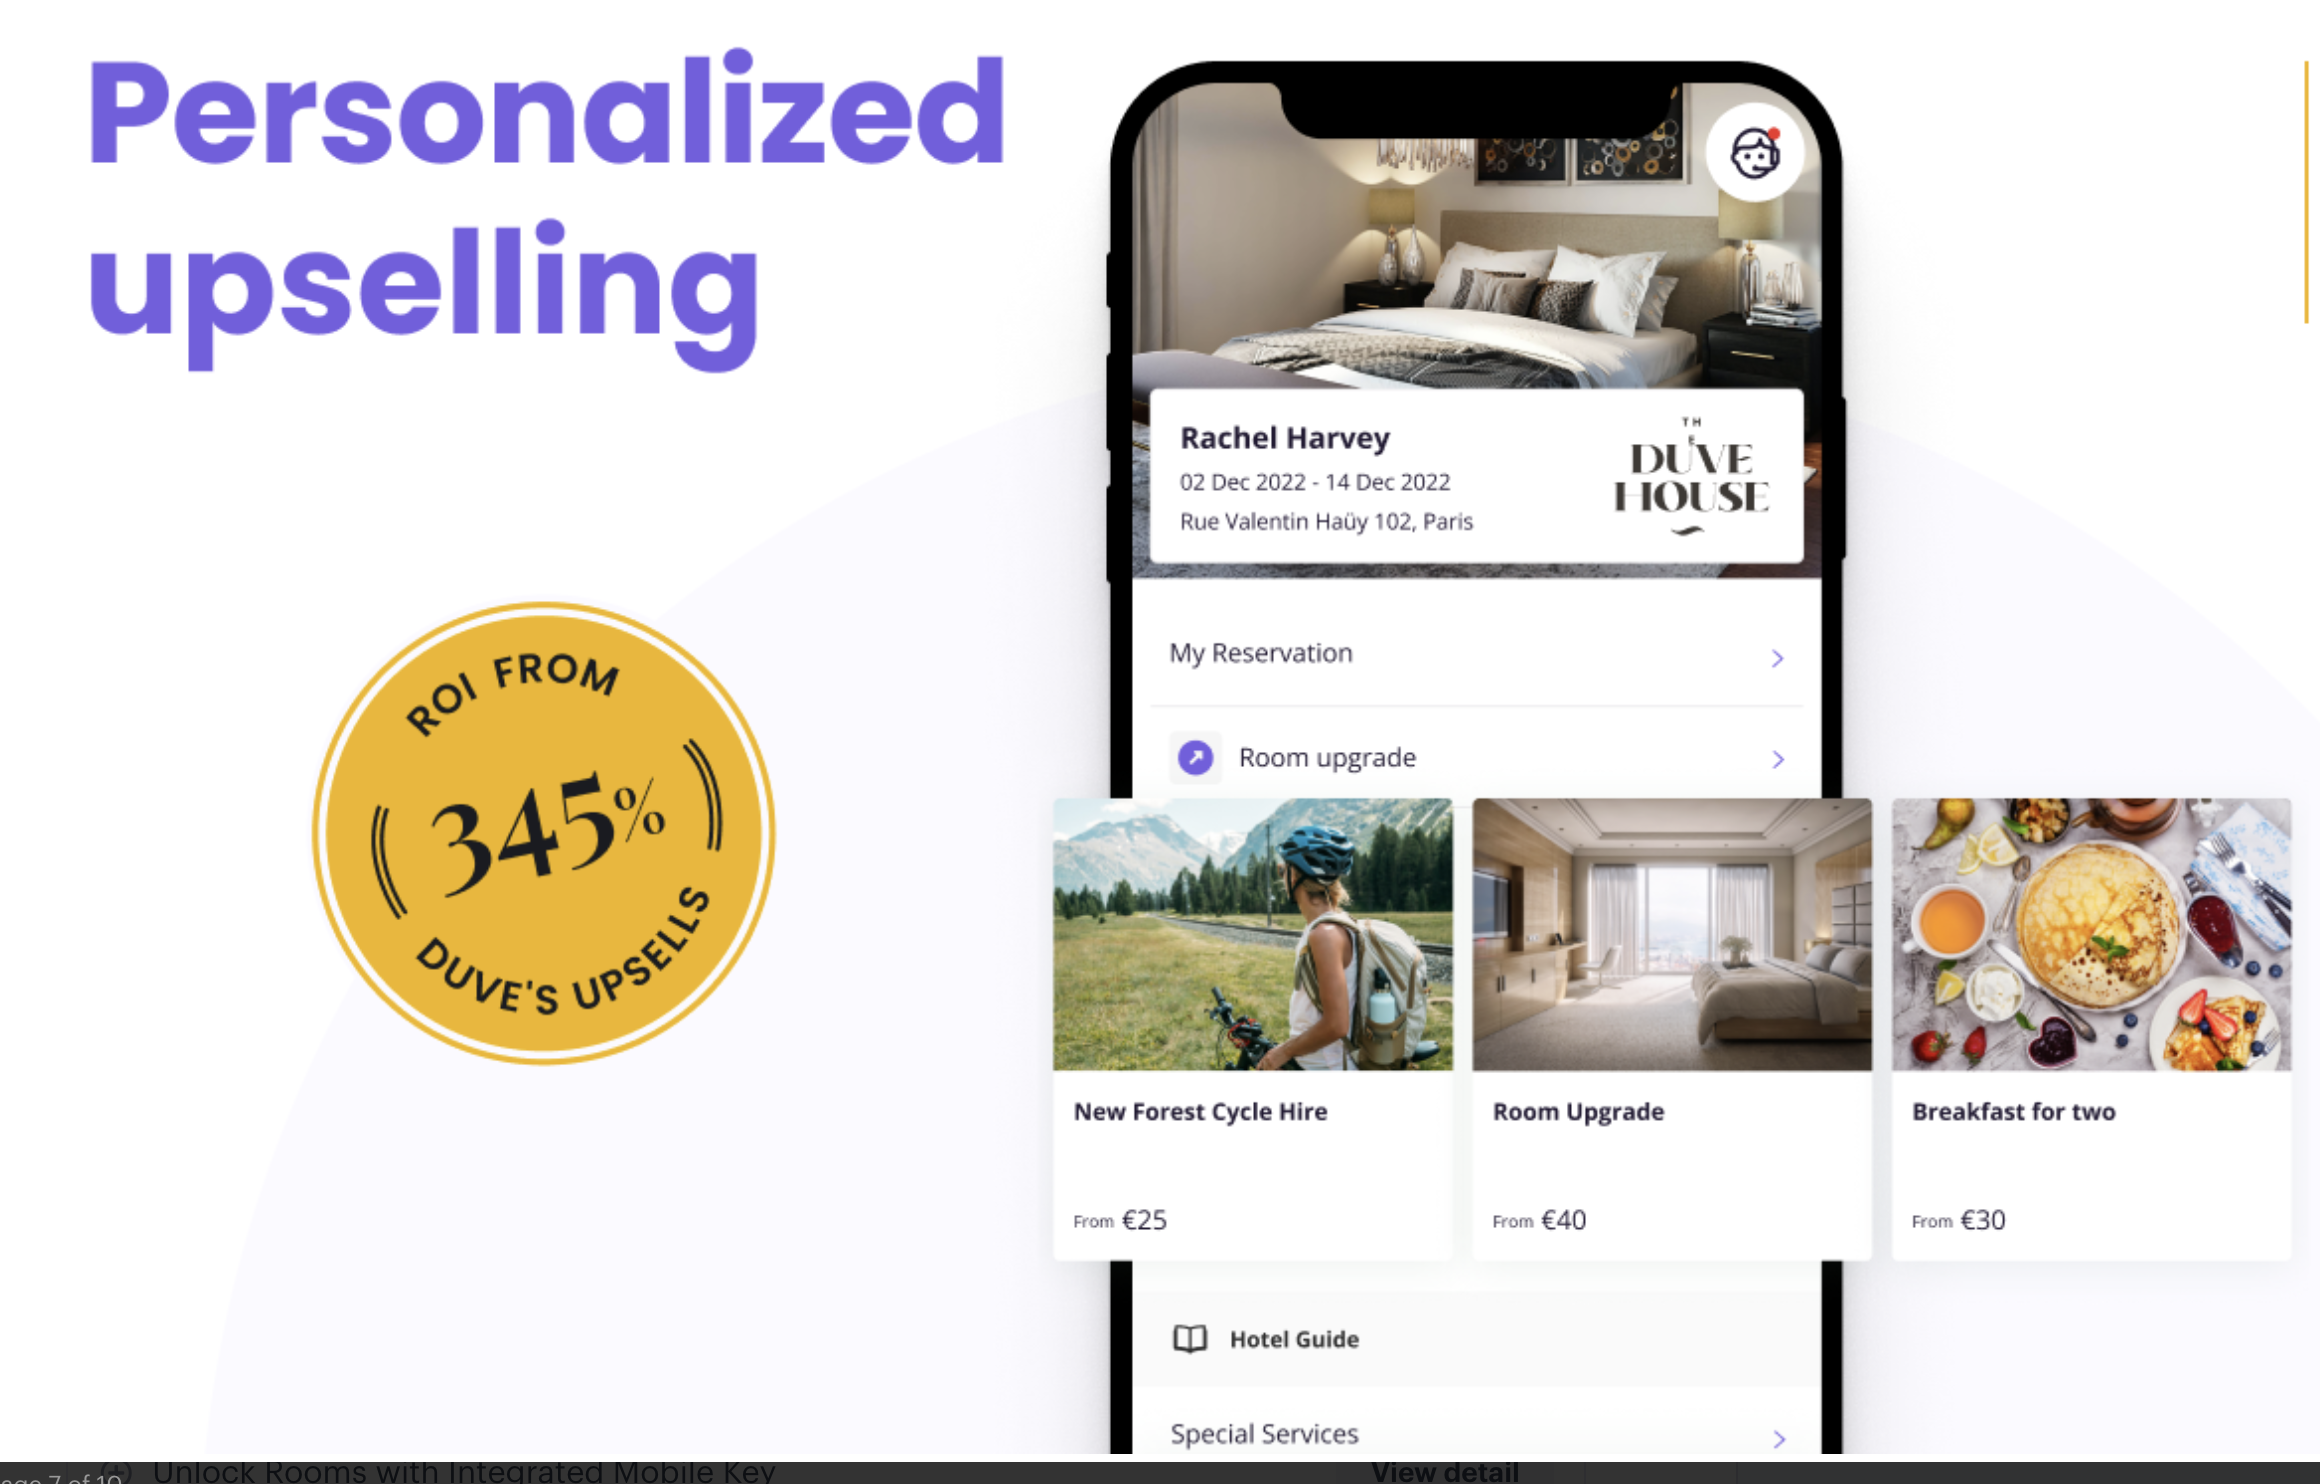 Personalized
upselling
ROI FROM
345%
DUVE'S UPSELLS
Rachel Harvey
02 Dec 2022 - 14 Dec 2022
Rue Valentin Haüy 102, Paris
TH
E
DUVE
HOUSE
My Reservation
Room upgrade
New Forest Cycle Hire
From €25
Room Upgrade
From €40
Breakfast for two
From €30
Hotel Guide
Special Services
age 7 of 10
Unlock Rooms with Integrated Mobile Key
View detail